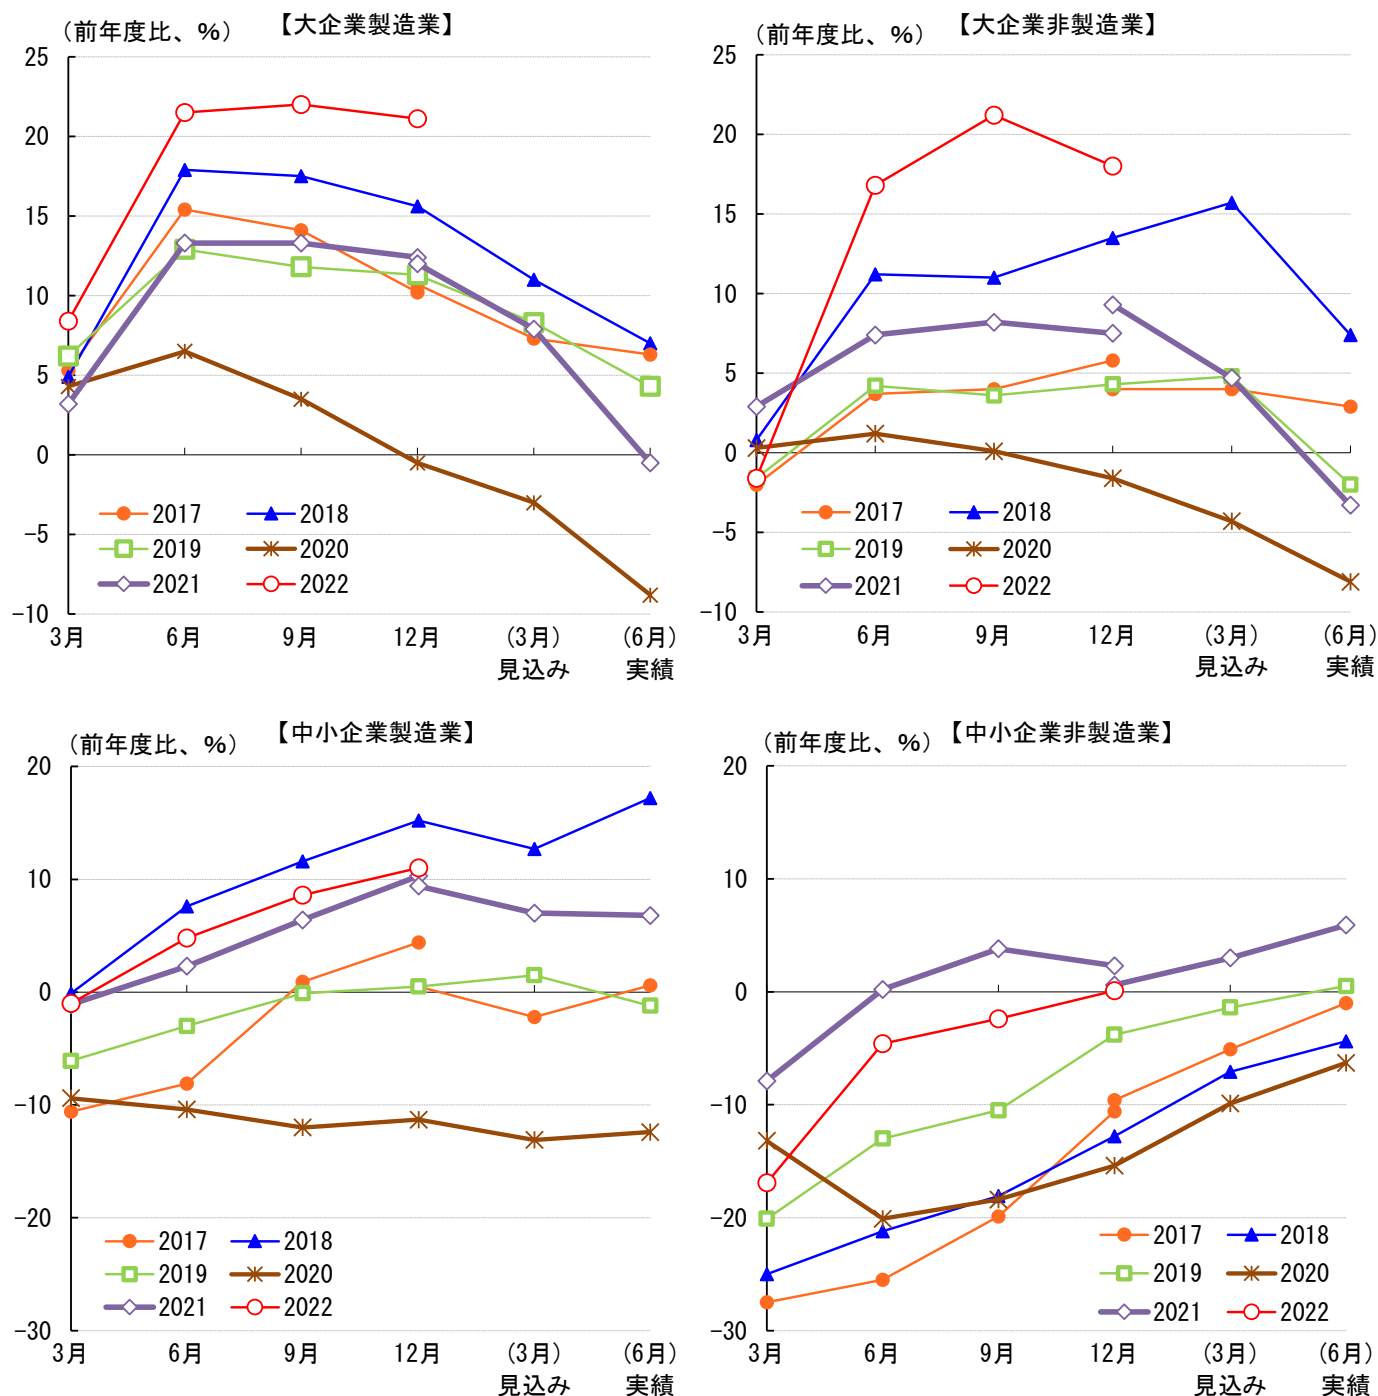 （前年度比、％）
【大企業製造業】
25
20
15
10
5
0
−5
−10
2017
2018
2019
2020
2021
2022
3月
6月
9月
12月
（3月）
見込み
（6月）
実績
（前年度比、％）
【大企業非製造業】
25
20
15
10
5
0
−5
−10
2017
2018
2019
2020
2021
2022
3月
6月
9月
12月
（3月）
見込み
（6月）
実績
（前年度比、％）
【中小企業製造業】
20
10
0
−10
−20
−30
2017
2018
2019
2020
2021
2022
3月
6月
9月
12月
（3月）
見込み
（6月）
実績
（前年度比、％）
【中小企業非製造業】
20
10
0
−10
−20
−30
2017
2018
2019
2020
2021
2022
3月
6月
9月
12月
（3月）
見込み
（6月）
実績